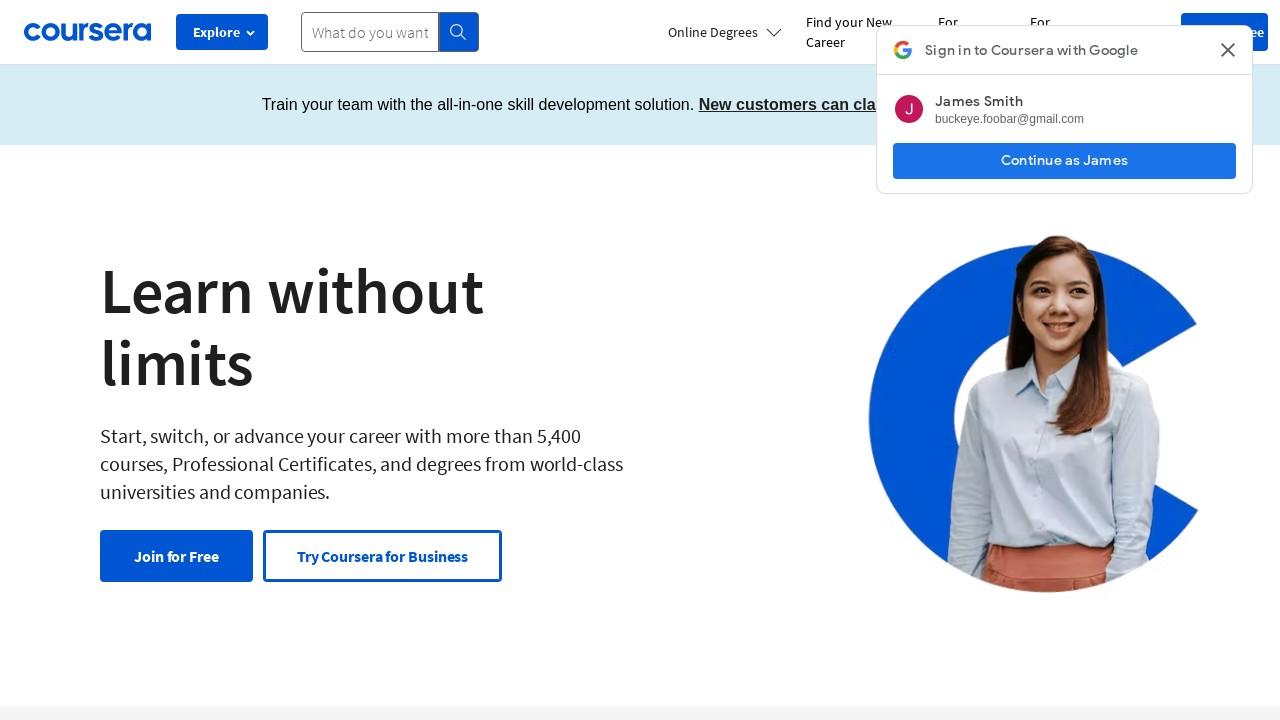 coursera
Explore
What do you want
Online Degrees
Find your New
Career
For
For
Sign in to Coursera with Google
James Smith
buckeye.foobar@gmail.com
Continue as James
J
Train your team with the all-in-one skill development solution. New customers can cla
Learn without
limits
Start, switch, or advance your career with more than 5,400
courses, Professional Certificates, and degrees from world-class
universities and companies.
Join for Free
Try Coursera for Business